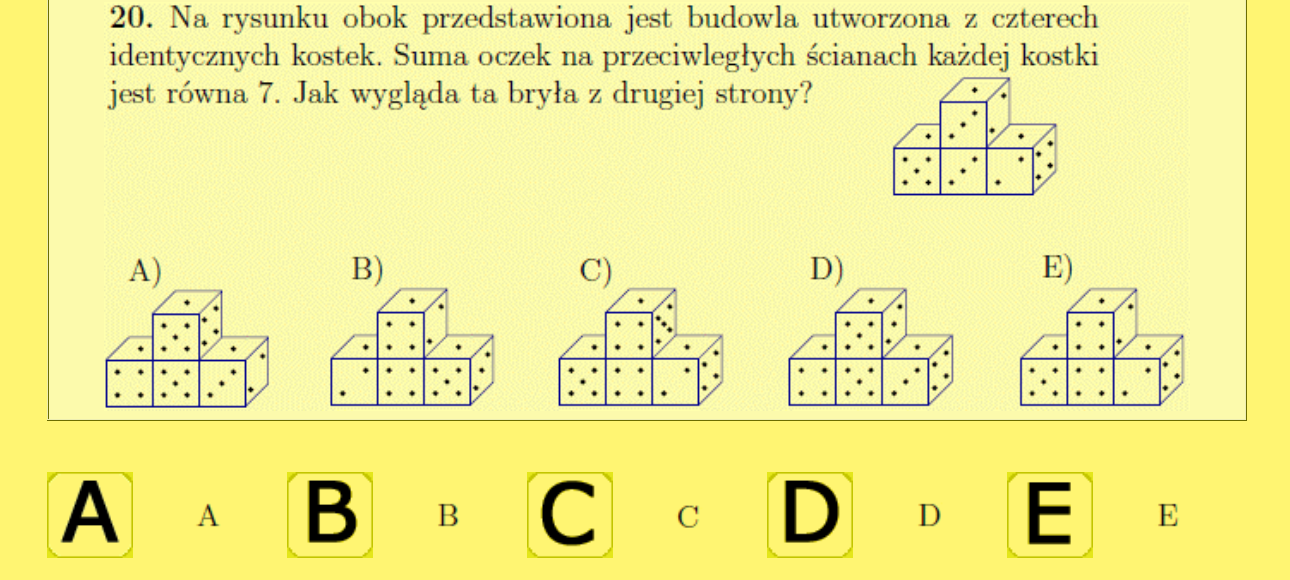 20. Na rysunku obok przedstawiona jest budowla utworzona z czterech
identycznych kostek. Suma oczek na przeciwległych ścianach każdej kostki
jest równa 7. Jak wygląda ta bryła z drugiej strony?
A) B) C) D) E)
A A B B C C D D E E